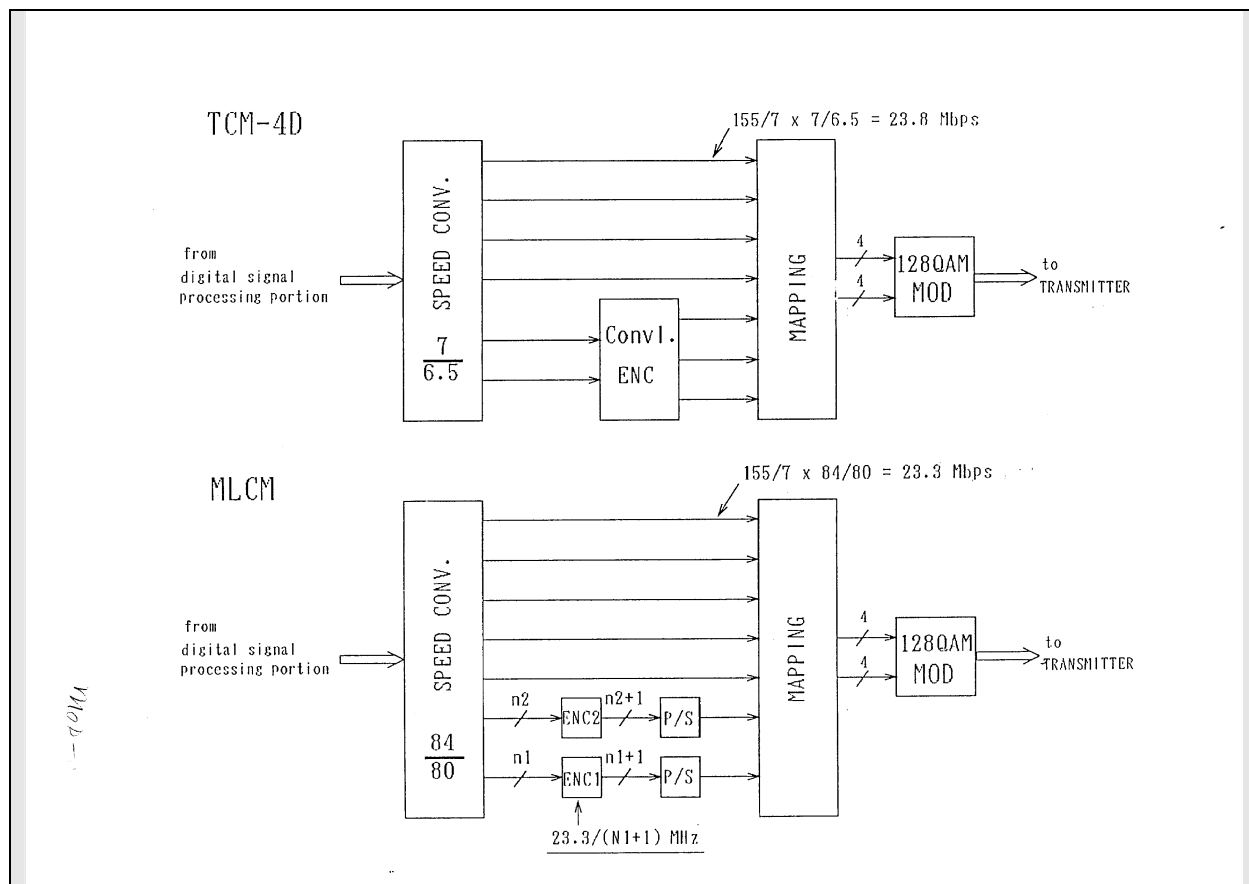 TCM-4D
155/7 x 7/6.5 = 23.8 Mbps
SPEED CONV.
7
6.5
from
digital signal
processing portion
Convl.
ENC
MAPPING
4
4
128QAM
MOD
to
TRANSMITTER
MLCM
155/7 x 84/80 = 23.3 Mbps
SPEED CONV.
84
80
from
digital signal
processing portion
n2
ENC2
n2+1
P/S
n1
ENC1
n1+1
P/S
23.3/(N1+1) MHz
MAPPING
4
4
128QAM
MOD
to
TRANSMITTER